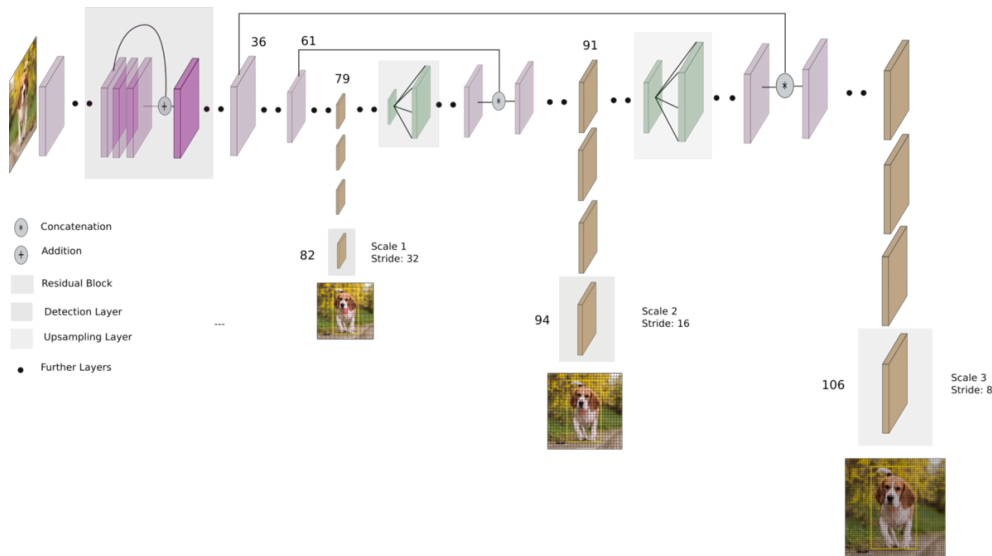 36
61
79
91
Concatenation
Addition
Residual Block
Detection Layer
Upsampling Layer
Further Layers
...
82
Scale 1
Stride: 32
94
Scale 2
Stride: 16
106
Scale 3
Stride: 8
*
+
*
*
+